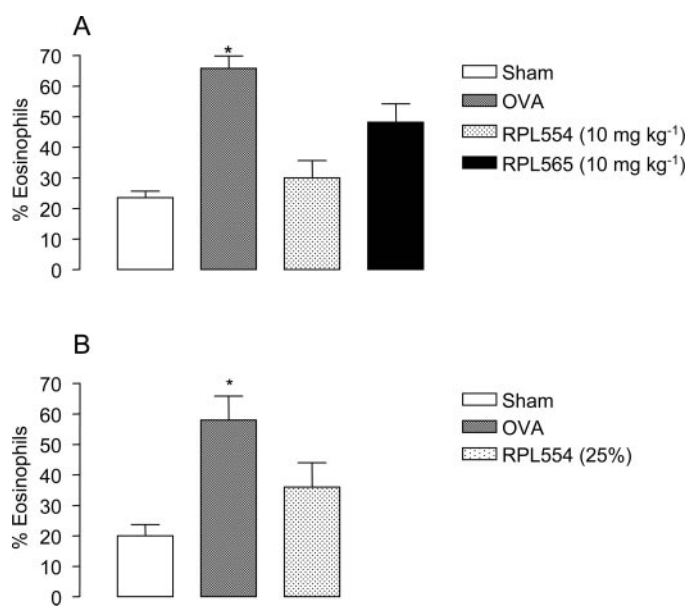 A
% Eosinophils
70
60
50
40
30
20
10
0
*
Sham
OVA
RPL554 (10 mg kg⁻¹)
RPL565 (10 mg kg⁻¹)
B
% Eosinophils
70
60
50
40
30
20
10
0
*
Sham
OVA
RPL554 (25%)